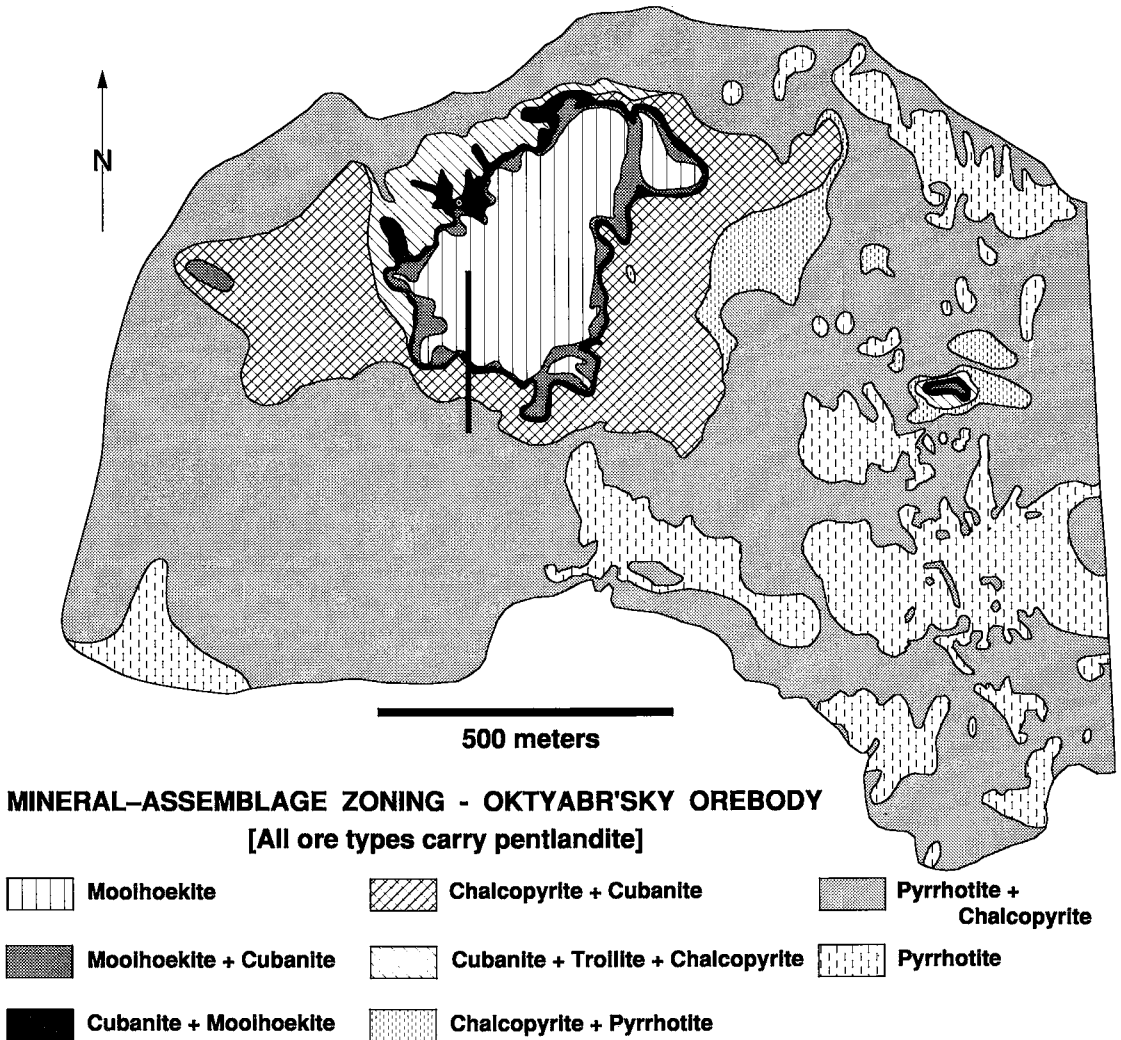 N
500 meters
MINERAL–ASSEMBLAGE ZONING - OKTYABR'SKY OREBODY
[All ore types carry pentlandite]
Mooihoekite
Chalcopyrite + Cubanite
Pyrrhotite +
Chalcopyrite
Mooihoekite + Cubanite
Cubanite + Troilite + Chalcopyrite
Pyrrhotite
Cubanite + Mooihoekite
Chalcopyrite + Pyrrhotite